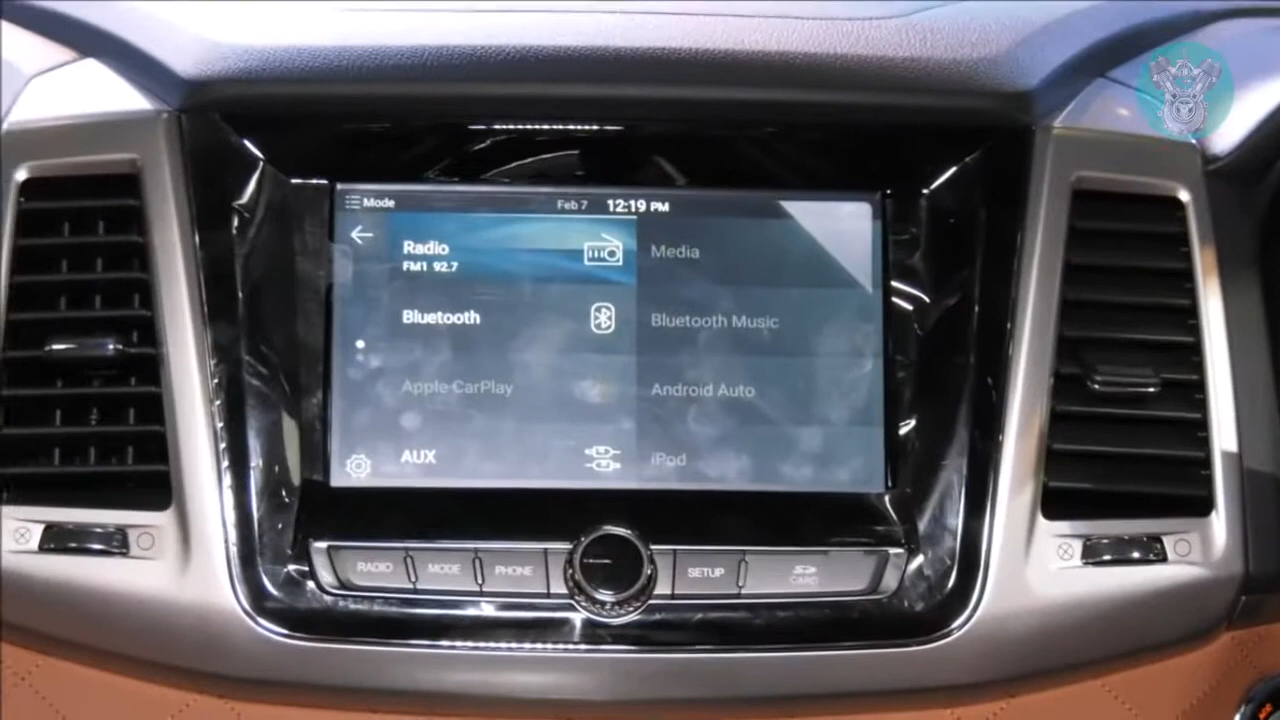 Mode
Feb 7 12:19 PM
Radio
FM1 92.7
Media
Bluetooth
Bluetooth Music
Apple CarPlay
Android Auto
AUX
iPod
RADIO MODE PHONE SETUP
CARD